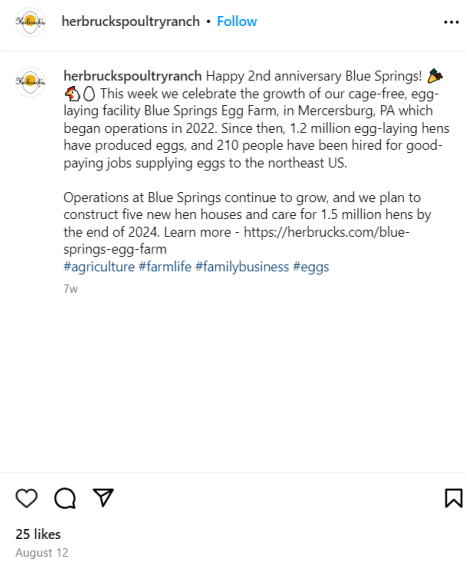 herbruckspoultryranch • Follow
herbruckspoultryranch Happy 2nd anniversary Blue Springs! 🎉
🐔🥚 This week we celebrate the growth of our cage-free, egg-
laying facility Blue Springs Egg Farm, in Mercersburg, PA which
began operations in 2022. Since then, 1.2 million egg-laying hens
have produced eggs, and 210 people have been hired for good-
paying jobs supplying eggs to the northeast US.
Operations at Blue Springs continue to grow, and we plan to
construct five new hen houses and care for 1.5 million hens by
the end of 2024. Learn more - https://herbrucks.com/blue-
springs-egg-farm
#agriculture #farmlife #familybusiness #eggs
7w
25 likes
August 12